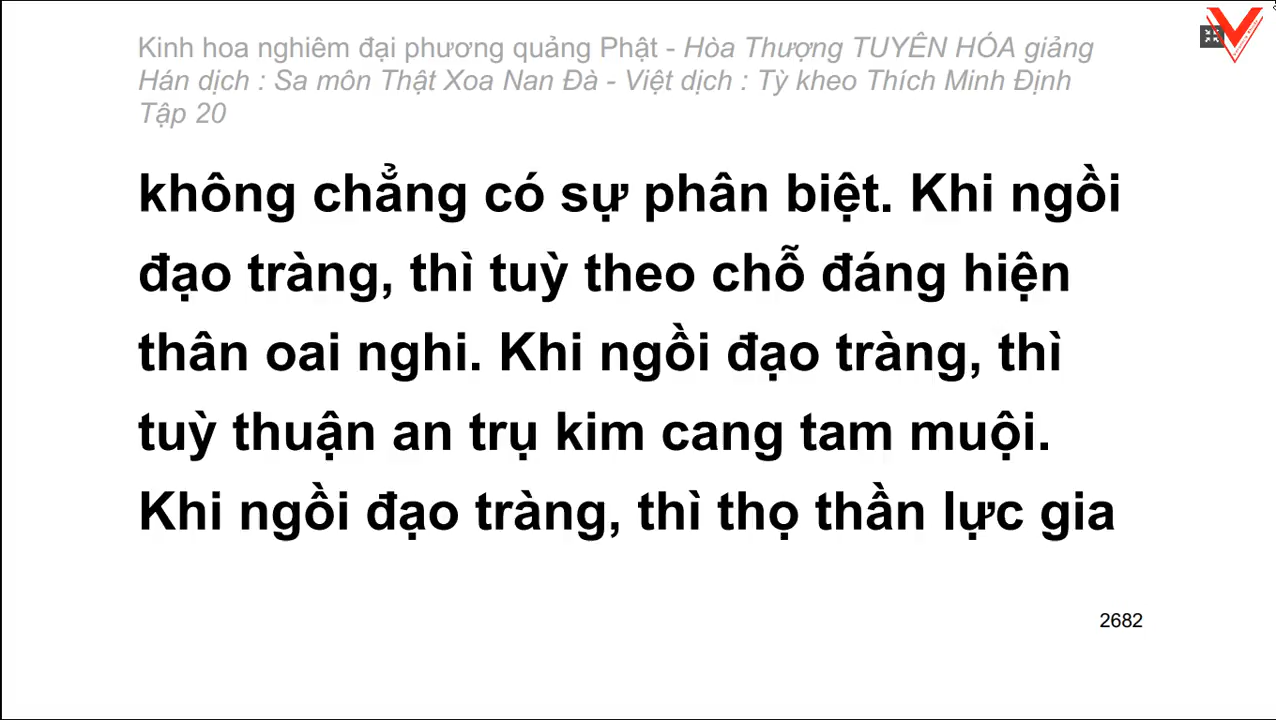 Kinh hoa nghiêm đại phương quảng Phật - Hòa Thượng TUYÊN HÓA giảng
Hán dịch : Sa môn Thật Xoa Nan Đà - Việt dịch : Tỳ kheo Thích Minh Định
Tập 20
không chẳng có sự phân biệt. Khi ngồi
đạo tràng, thì tuỳ theo chỗ đáng hiện
thân oai nghi. Khi ngồi đạo tràng, thì
tuỳ thuận an trụ kim cang tam muội.
Khi ngồi đạo tràng, thì thọ thần lực gia
2682